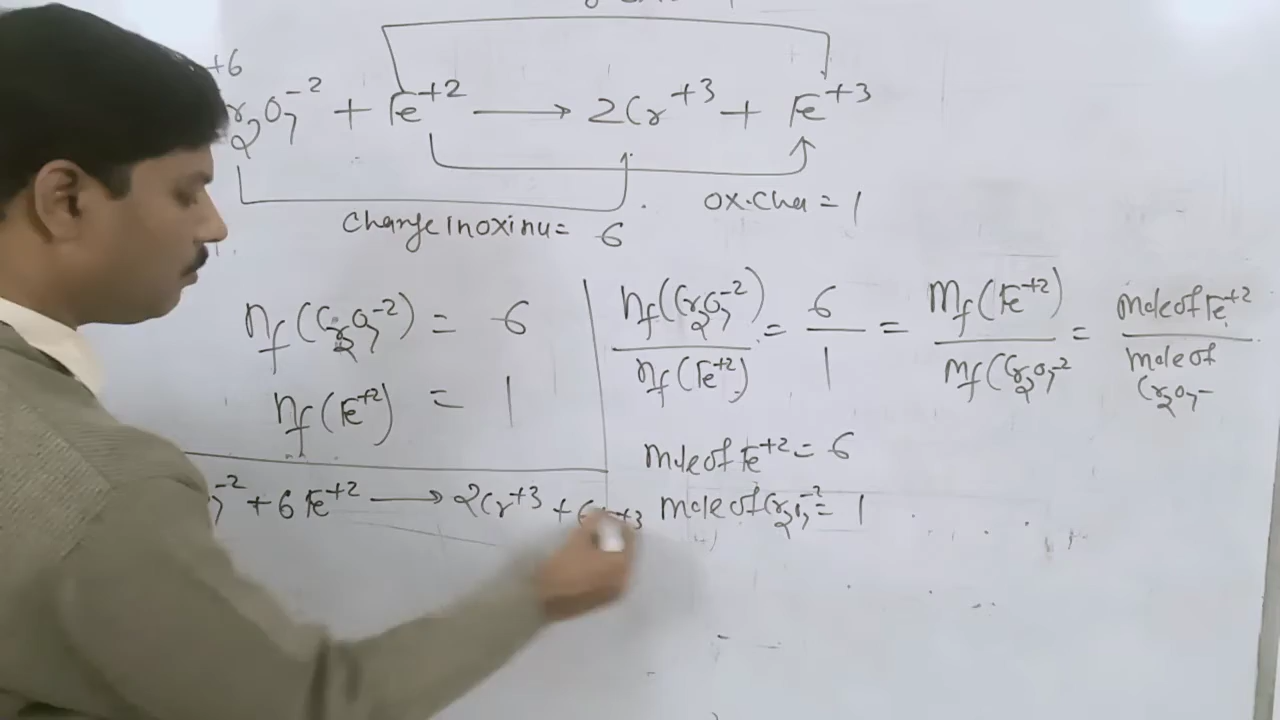 +6
r₂O₇⁻² + Fe⁺² ⟶ 2Cr⁺³ + Fe⁺³
ox.cha = 1
Change In oxi nu = 6
n_f(Cr₂O₇⁻²) = 6
n_f(Fe⁺²) = 1
n_f(Cr₂O₇⁻²) / n_f(Fe⁺²) = 6/1 = m_f(Fe⁺²) / m_f(Cr₂O₇⁻² = mole of Fe⁺² / mole of Cr₂O₇⁻
mole of Fe⁺² = 6
mole of Cr₂O₇⁻² = 1
₇⁻² + 6Fe⁺² ⟶ 2Cr⁺³ + 6 +3